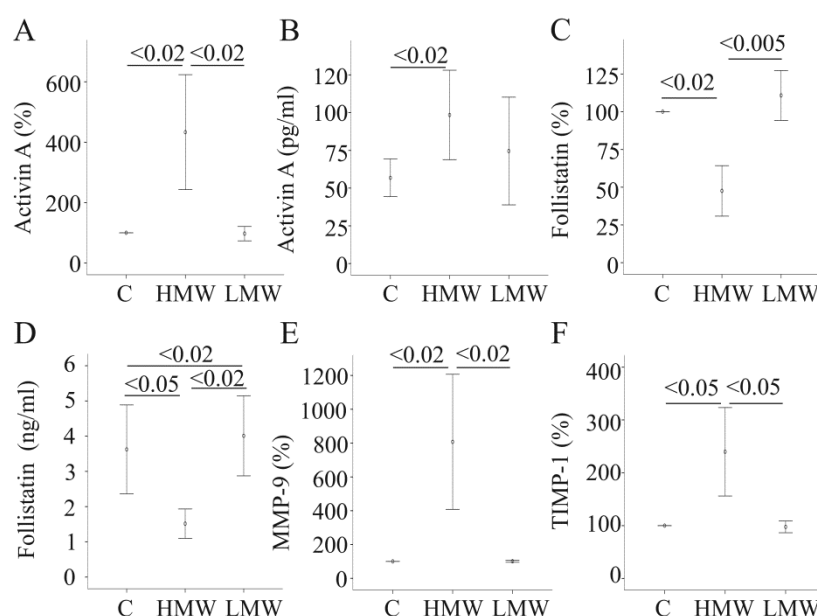 A
<0.02 <0.02
Activin A (%)
600
400
200
0
C HMW LMW
B
<0.02
Activin A (pg/ml)
120
100
75
50
25
0
C HMW LMW
C
<0.005
<0.02
Follistatin (%)
125
100
75
50
25
0
C HMW LMW
D
<0.02
<0.05 <0.02
Follistatin (ng/ml)
6
5
4
3
2
1
0
C HMW LMW
E
<0.02 <0.02
MMP-9 (%)
1200
1000
800
600
400
200
0
C HMW LMW
F
<0.05 <0.05
TIMP-1 (%)
400
300
200
100
0
C HMW LMW